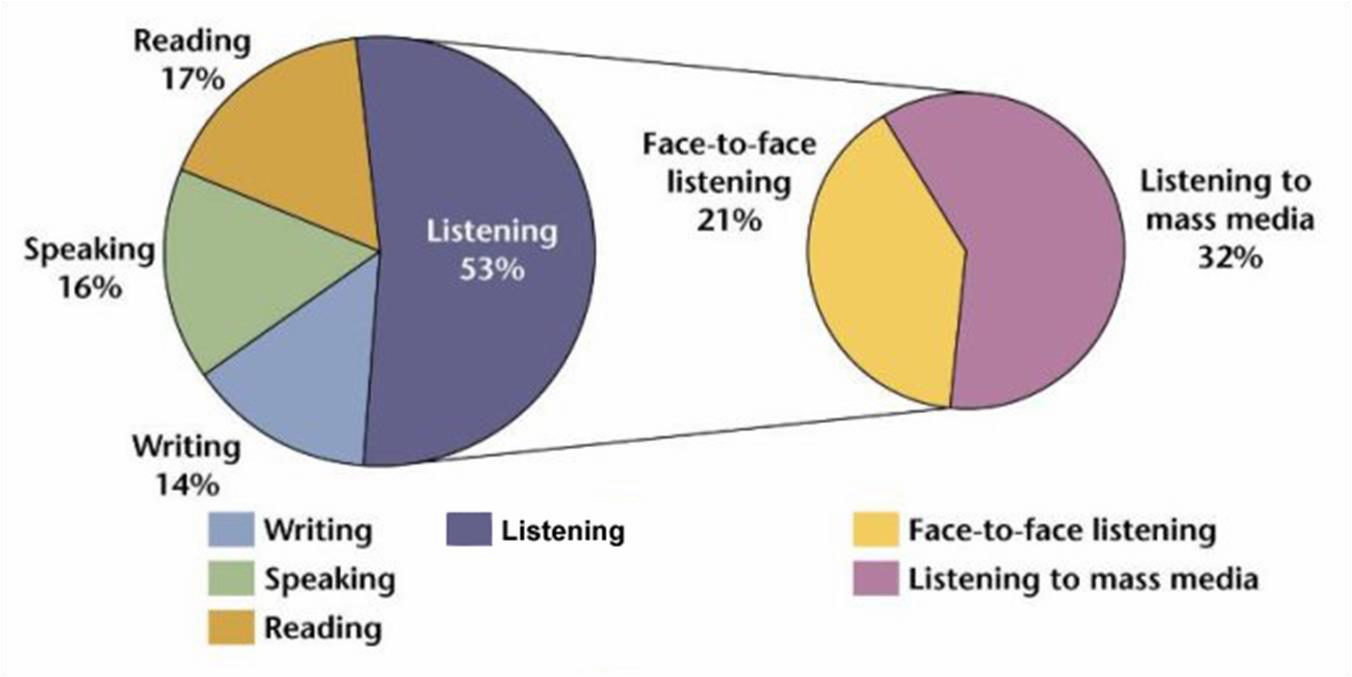 Reading
17%
Speaking
16%
Writing
14%
Listening
53%
Face-to-face
listening
21%
Listening to
mass media
32%
Writing
Speaking
Reading
Listening
Face-to-face listening
Listening to mass media